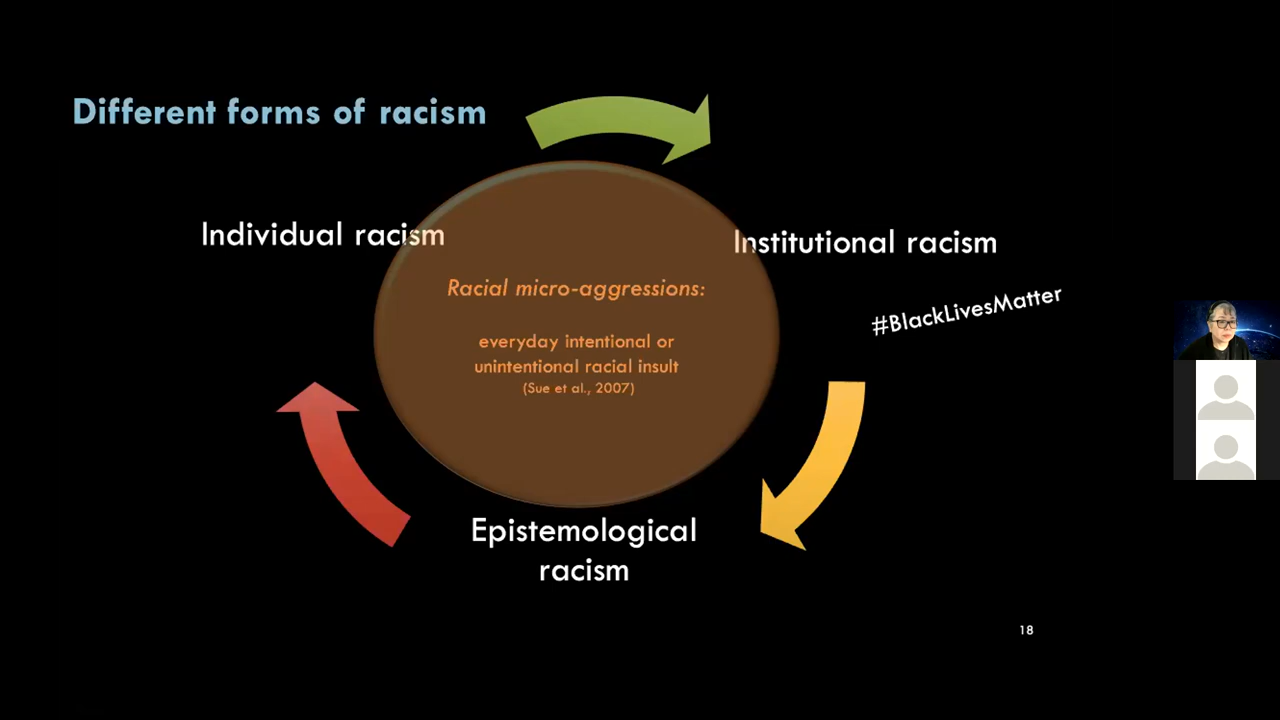 Different forms of racism
Individual racism
Institutional racism
Racial micro-aggressions:
#BlackLivesMatter
everyday intentional or
unintentional racial insult
(Sue et al., 2007)
Epistemological
racism
18